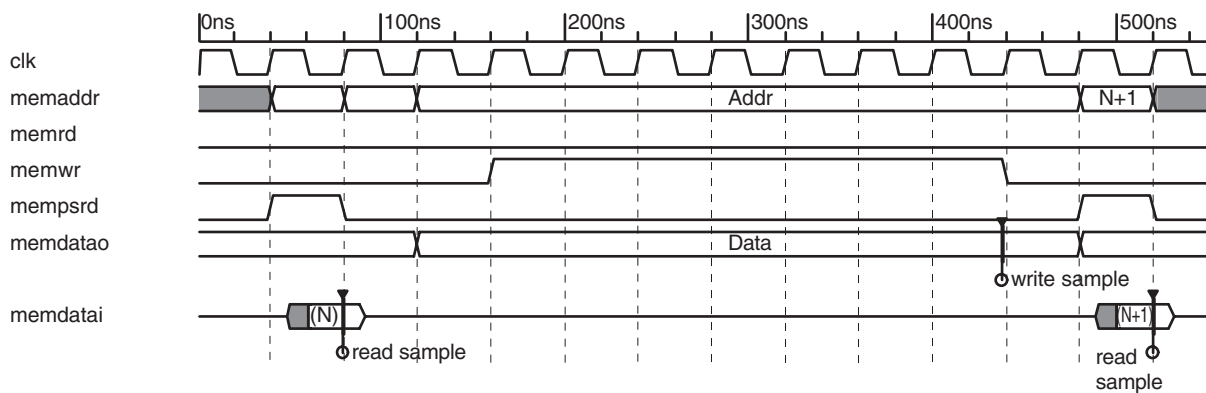 0ns 100ns 200ns 300ns 400ns 500ns
clk
memaddr Addr N+1
memrd
memwr
mempsrd
memdatao Data
write sample
memdatai (N) (N+1)
read sample read
sample